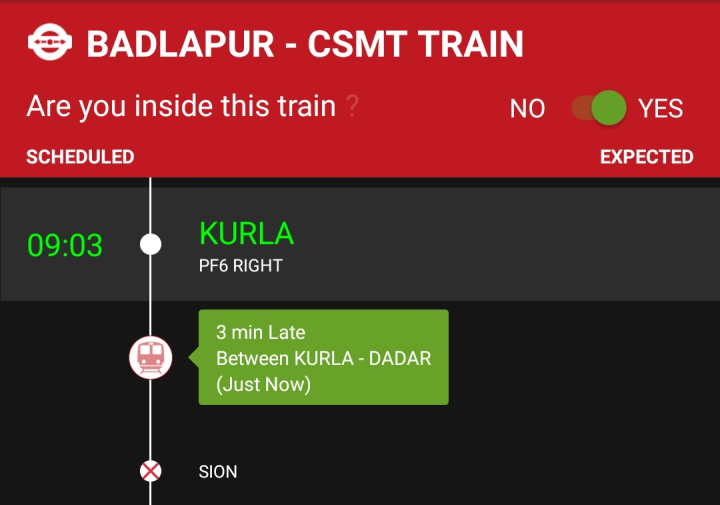 BADLAPUR - CSMT TRAIN
Are you inside this train ?
NO YES
SCHEDULED EXPECTED
09:03 KURLA
PF6 RIGHT
3 min Late
Between KURLA - DADAR
(Just Now)
SION